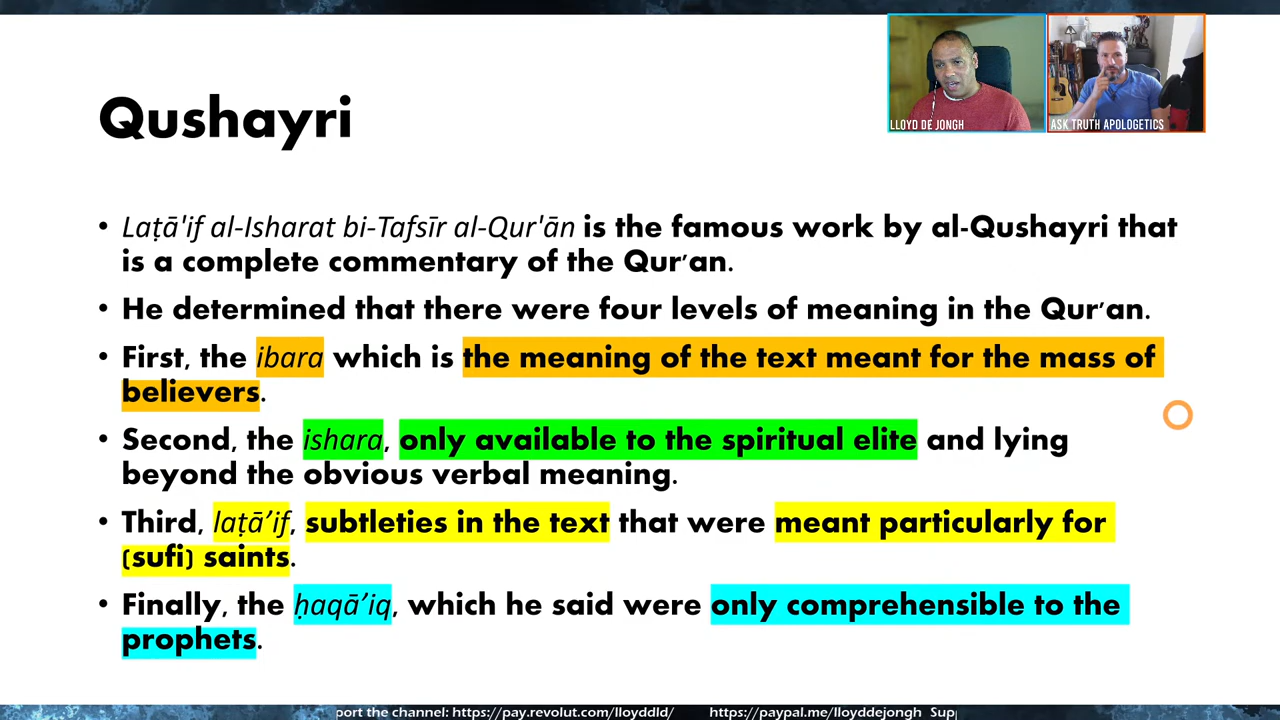 LLOYD DE JONGH
ASK TRUTH APOLOGETICS
Qushayri
• Laṭā'if al-Isharat bi-Tafsīr al-Qur'ān is the famous work by al-Qushayri that
is a complete commentary of the Qur'an.
• He determined that there were four levels of meaning in the Qur'an.
• First, the ibara which is the meaning of the text meant for the mass of
believers.
• Second, the ishara, only available to the spiritual elite and lying
beyond the obvious verbal meaning.
• Third, laṭā’if, subtleties in the text that were meant particularly for
(sufi) saints.
• Finally, the ḥaqā’iq, which he said were only comprehensible to the
prophets.
port the channel: https://pay.revolut.com/lloyddld/ https://paypal.me/lloyddejongh Sup